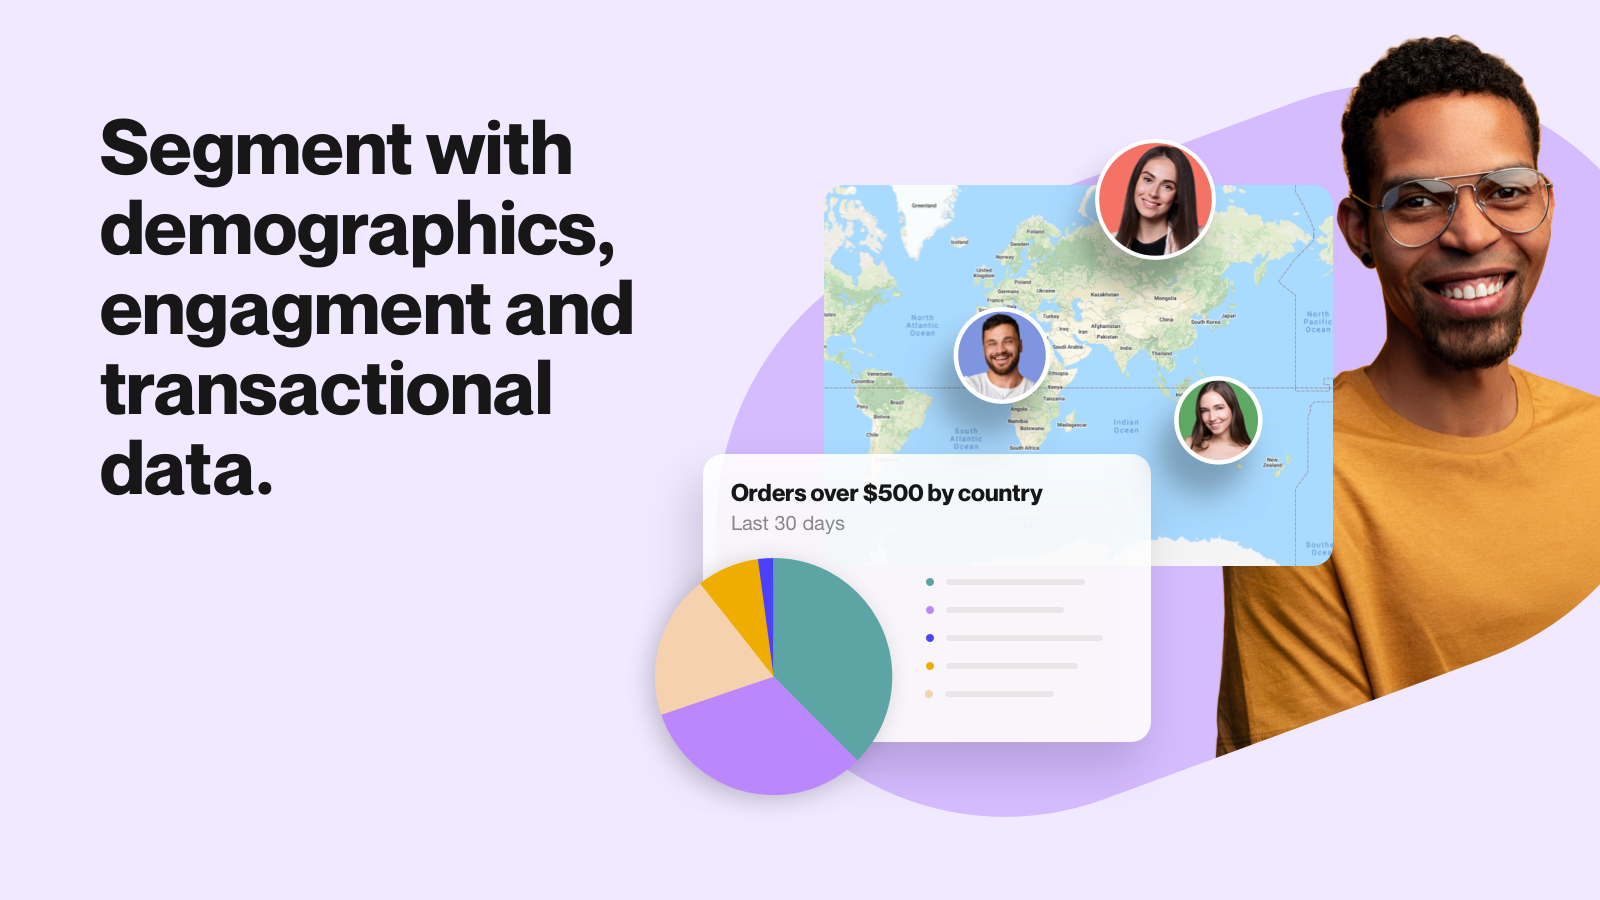 Segment with
demographics,
engagment and
transactional
data.
Greenland
Iceland
Finland
Sweden
Norway
United
Kingdom
Poland
Germany
Ukraine
France
Kazakhstan
Mongolia
North
Atlantic
Ocean
Turkey
China
Japan
South Korea
North
Pacific
Ocean
Iraq
Iran
Afghanistan
Pakistan
Saudi Arabia
India
Thailand
Venezuela
Colombia
Ethiopia
Kenya
Peru
Brazil
Tanzania
Bolivia
Angola
Namibia
Botswana
Madagascar
Indian
Ocean
Chile
South
Atlantic
Ocean
South Africa
New
Zealand
Orders over $500 by country
Last 30 days